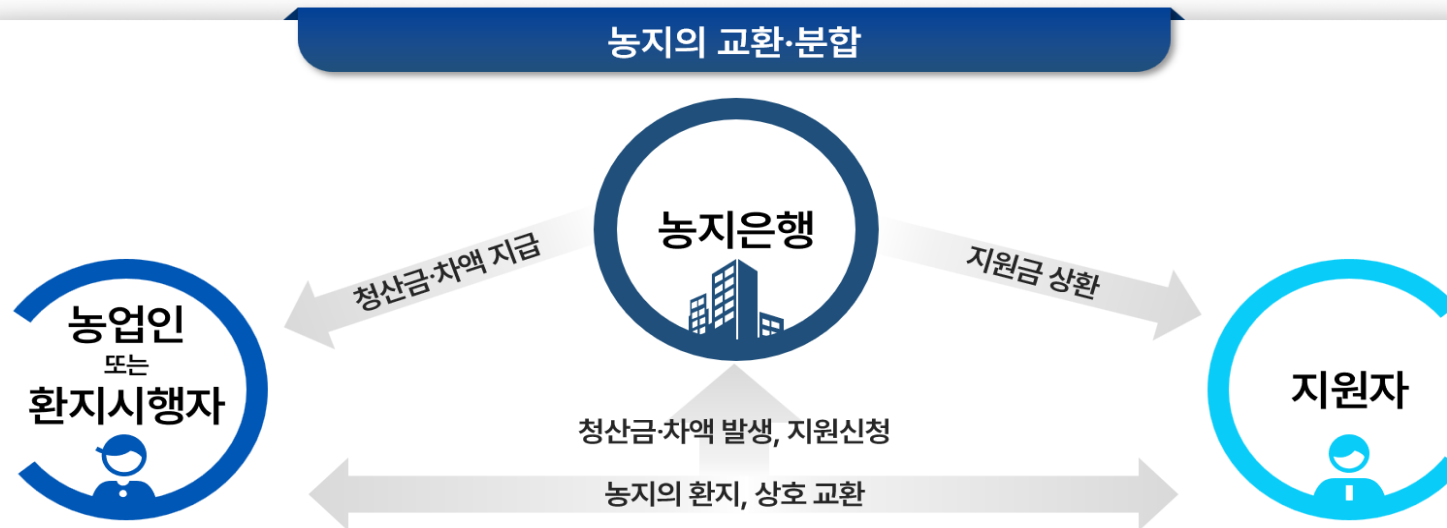 농지의 교환·분합
농지은행
청산금·차액 지급
지원금 상환
농업인
또는
환지시행자
지원자
청산금·차액 발생, 지원신청
농지의 환지, 상호 교환